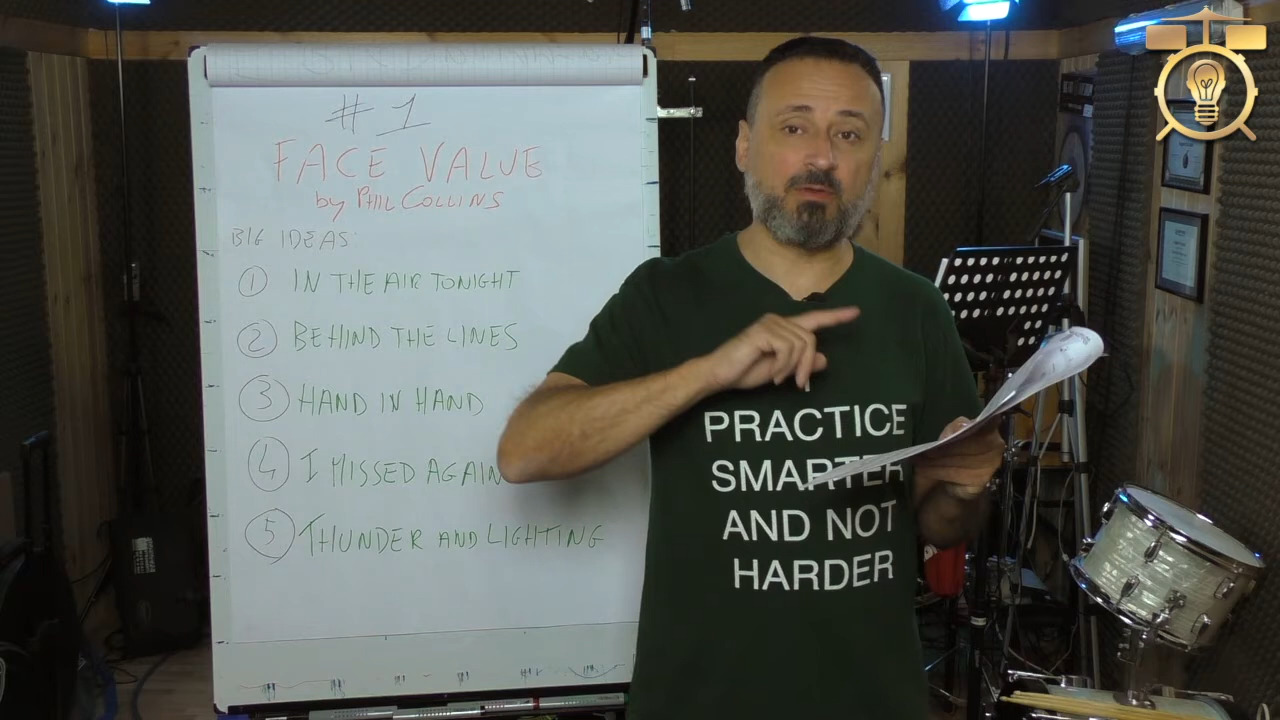 # 1
FACE VALUE
by PHIL COLLINS
BIG IDEAS:
1 IN THE AIR TONIGHT
2 BEHIND THE LINES
3 HAND IN HAND
4 I MISSED AGAIN
5 THUNDER AND LIGHTING
PRACTICE
SMARTER
AND NOT
HARDER